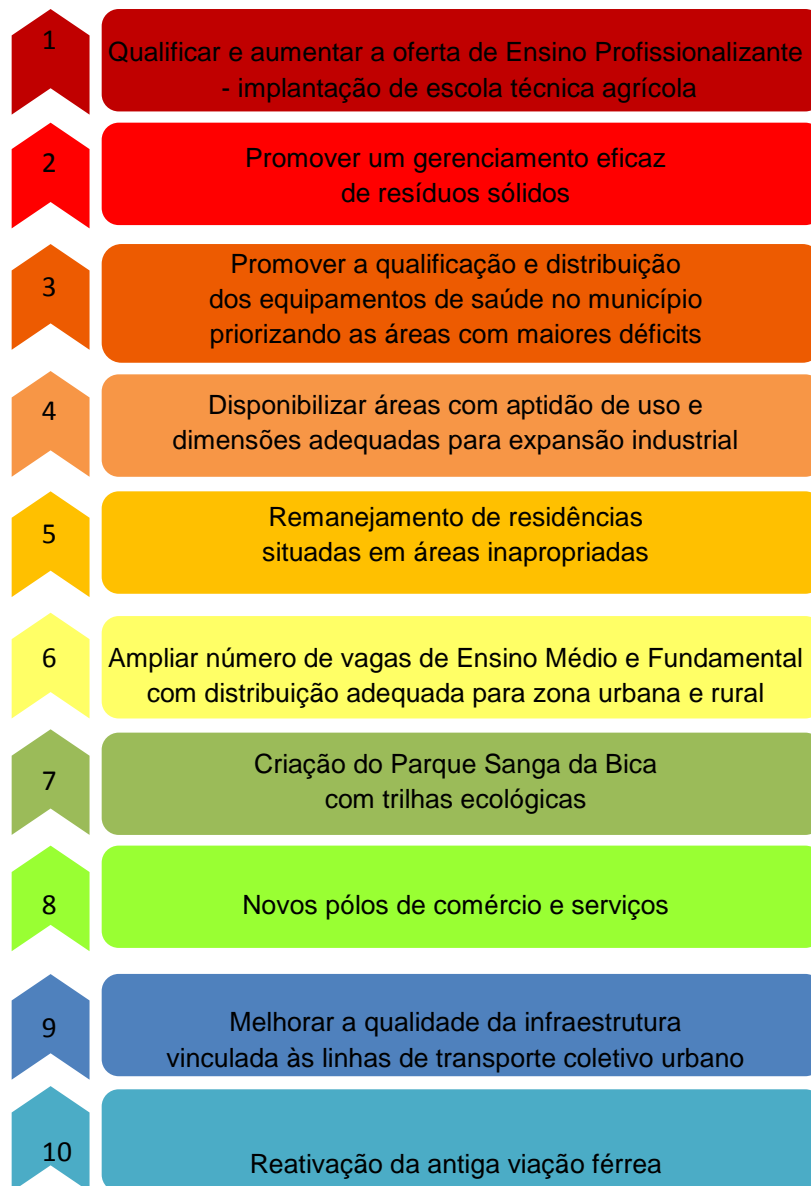 1
Qualificar e aumentar a oferta de Ensino Profissionalizante
- implantação de escola técnica agrícola
2
Promover um gerenciamento eficaz
de resíduos sólidos
3
Promover a qualificação e distribuição
dos equipamentos de saúde no município
priorizando as áreas com maiores déficits
4
Disponibilizar áreas com aptidão de uso e
dimensões adequadas para expansão industrial
5
Remanejamento de residências
situadas em áreas inapropriadas
6
Ampliar número de vagas de Ensino Médio e Fundamental
com distribuição adequada para zona urbana e rural
7
Criação do Parque Sanga da Bica
com trilhas ecológicas
8
Novos pólos de comércio e serviços
9
Melhorar a qualidade da infraestrutura
vinculada às linhas de transporte coletivo urbano
10
Reativação da antiga viação férrea